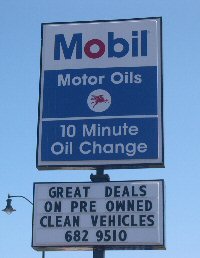 Mobil
Motor Oils
10 Minute
Oil Change
GREAT DEALS
ON PRE OWNED
CLEAN VEHICLES
682 9510